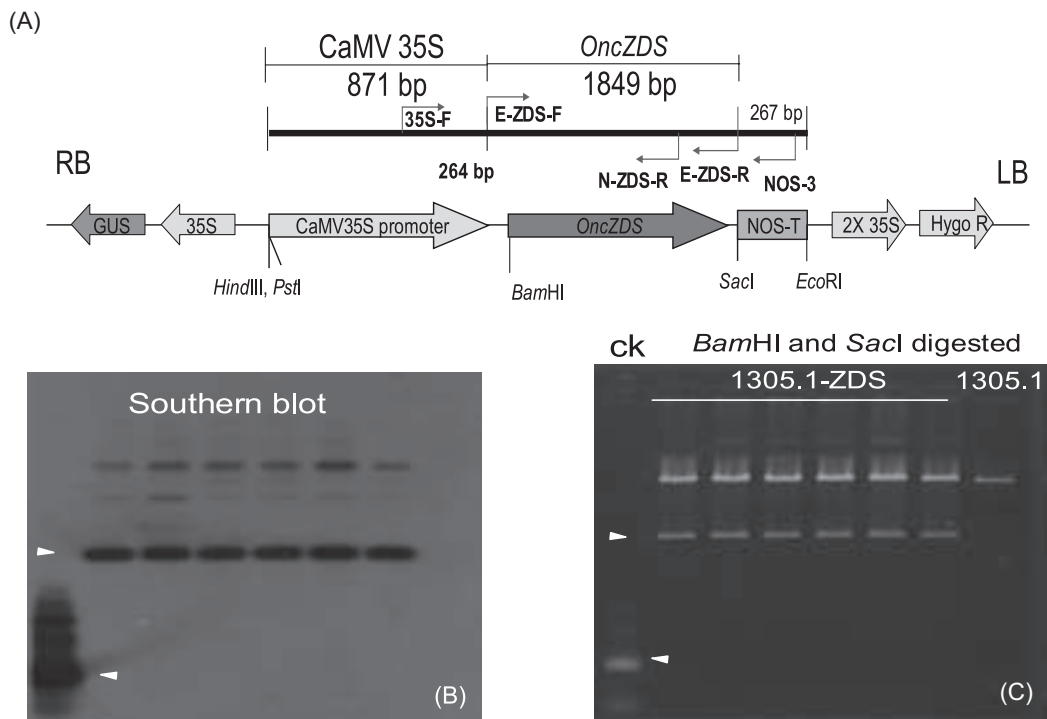 (A)
CaMV 35S OncZDS
871 bp 1849 bp
35S-F E-ZDS-F 267 bp
264 bp N-ZDS-R E-ZDS-R NOS-3
RB LB
GUS 35S CaMV35S promoter OncZDS NOS-T 2X 35S Hygo R
HindIII, PstI BamHI SacI EcoRI
ck BamHI and SacI digested
1305.1-ZDS 1305.1
Southern blot
(B) (C)